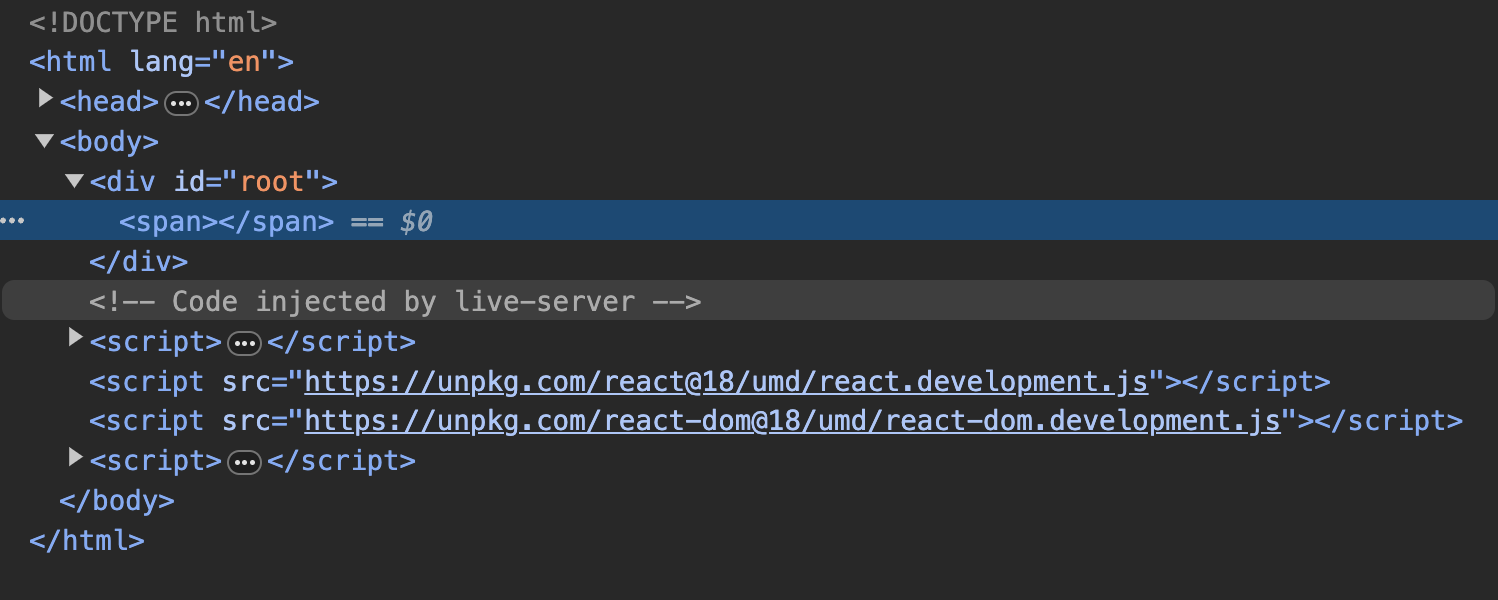 <!DOCTYPE html>
<html lang="en">
<head>…</head>
<body>
<div id="root">
<span></span> == $0
</div>
<!-- Code injected by live-server -->
<script>…</script>
<script src="https://unpkg.com/react@18/umd/react.development.js"></script>
<script src="https://unpkg.com/react-dom@18/umd/react-dom.development.js"></script>
<script>…</script>
</body>
</html>